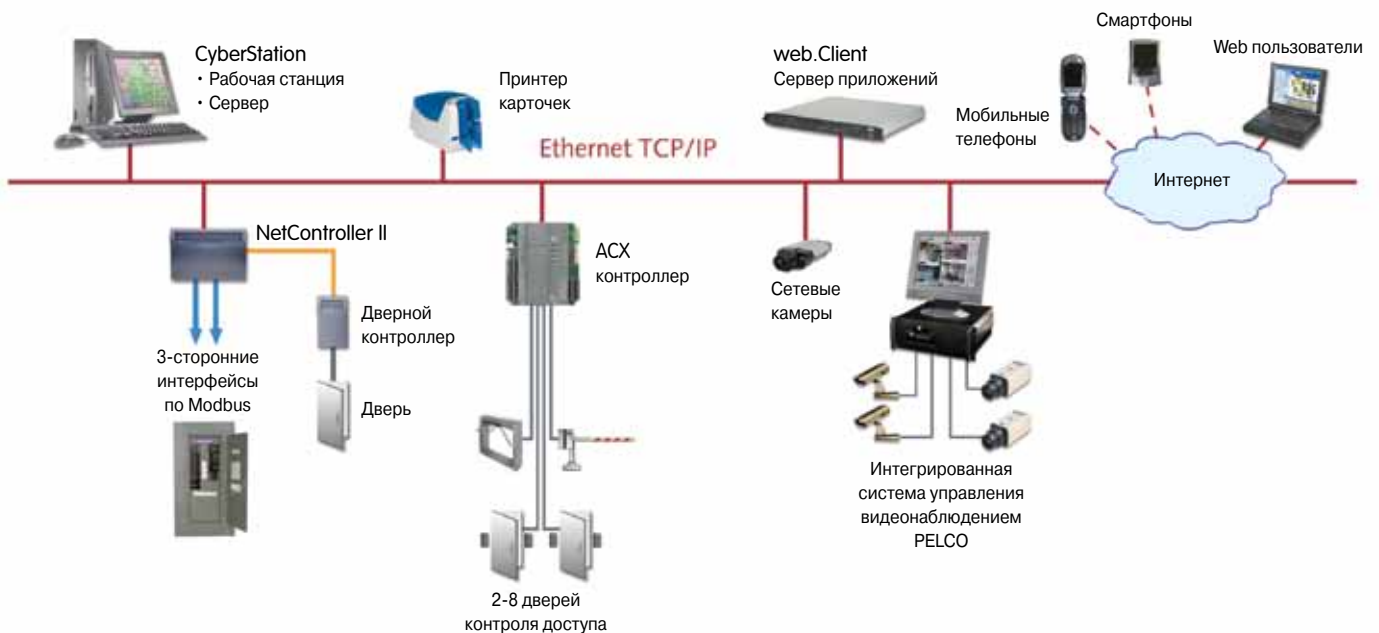 CyberStation
• Рабочая станция
• Сервер
Принтер
карточек
web.Client
Сервер приложений
Смартфоны
Web пользователи
Мобильные
телефоны
Ethernet TCP/IP
Интернет
NetController II
ACX
контроллер
Сетевые
камеры
Дверной
контроллер
3-сторонние
интерфейсы
по Modbus
Дверь
Интегрированная
система управления
видеонаблюдением
PELCO
2-8 дверей
контроля доступа